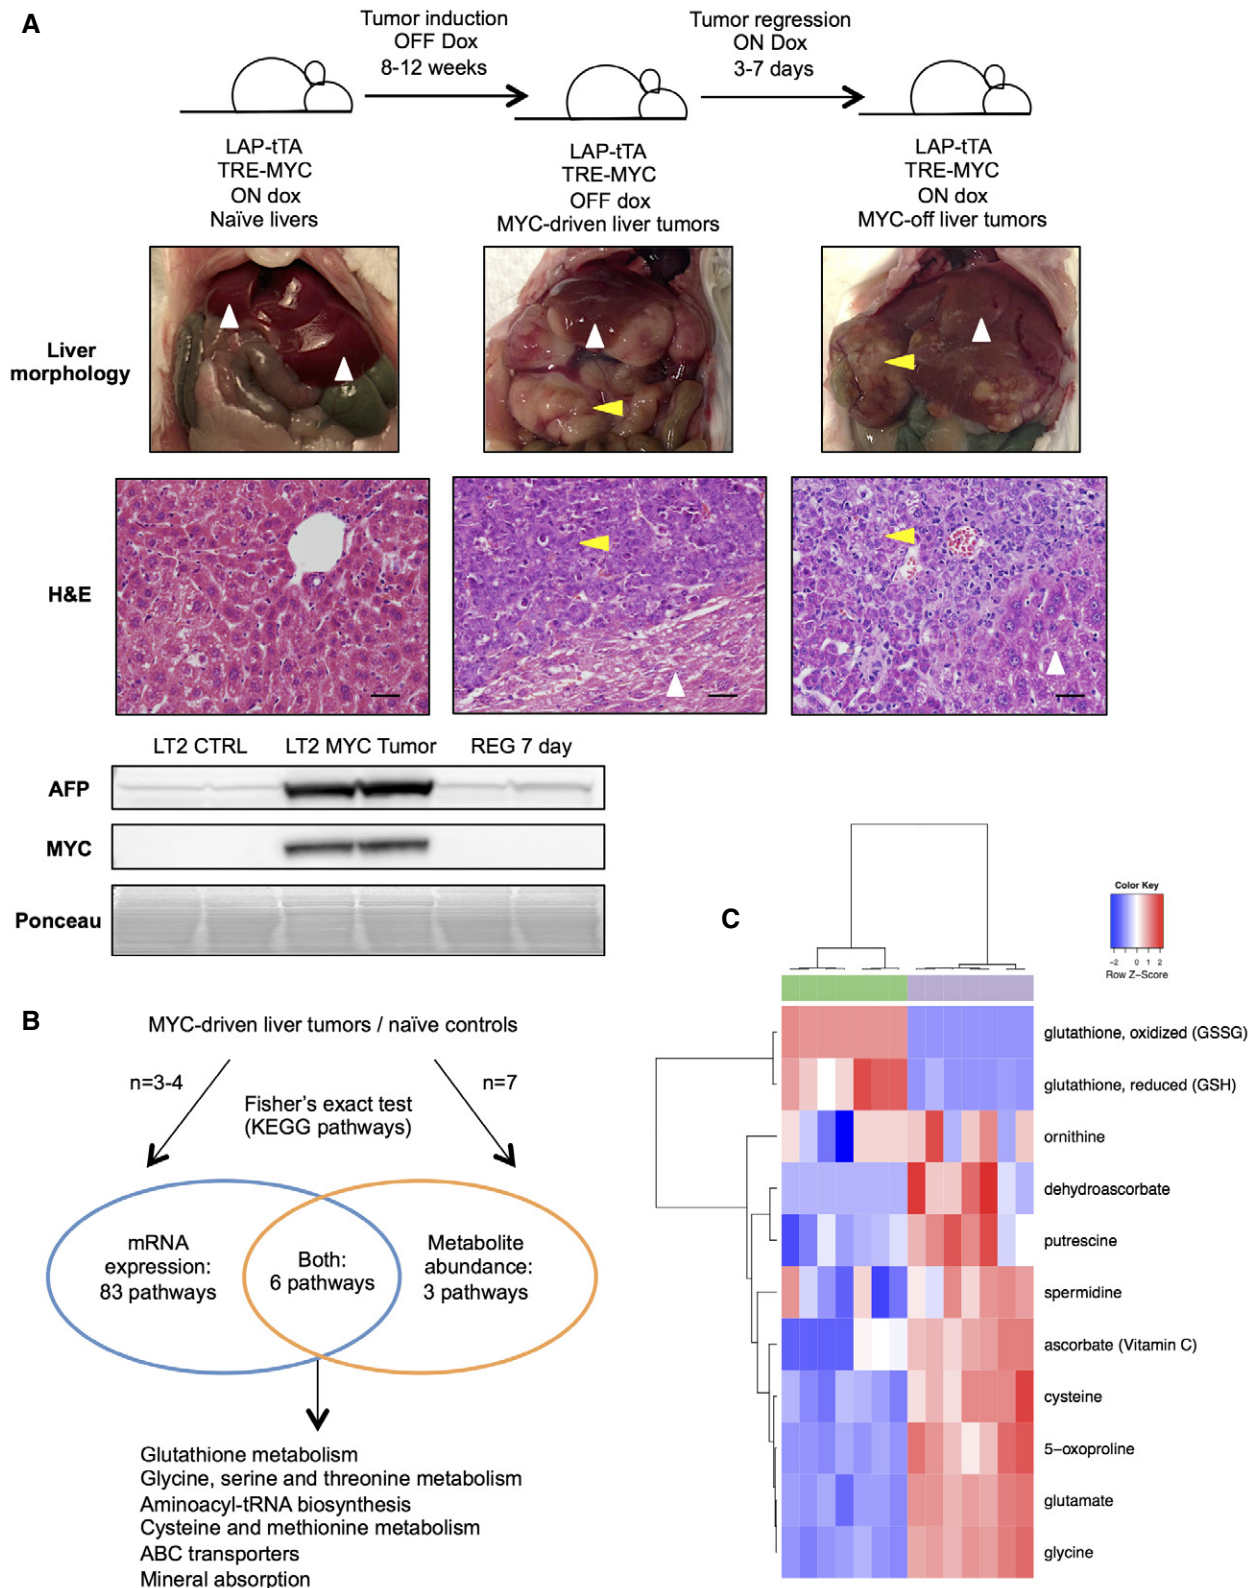 A
Tumor induction
OFF Dox
8-12 weeks
Tumor regression
ON Dox
3-7 days
LAP-tTA
TRE-MYC
ON dox
Naïve livers
LAP-tTA
TRE-MYC
OFF dox
MYC-driven liver tumors
LAP-tTA
TRE-MYC
ON dox
MYC-off liver tumors
Liver
morphology
H&E
LT2 CTRL LT2 MYC Tumor REG 7 day
AFP
MYC
Ponceau
B
MYC-driven liver tumors / naïve controls
n=3-4
n=7
Fisher's exact test
(KEGG pathways)
mRNA
expression:
83 pathways
Both:
6 pathways
Metabolite
abundance:
3 pathways
Glutathione metabolism
Glycine, serine and threonine metabolism
Aminoacyl-tRNA biosynthesis
Cysteine and methionine metabolism
ABC transporters
Mineral absorption
C
Color Key
−2 0 1 2
Row Z−Score
glutathione, oxidized (GSSG)
glutathione, reduced (GSH)
ornithine
dehydroascorbate
putrescine
spermidine
ascorbate (Vitamin C)
cysteine
5−oxoproline
glutamate
glycine